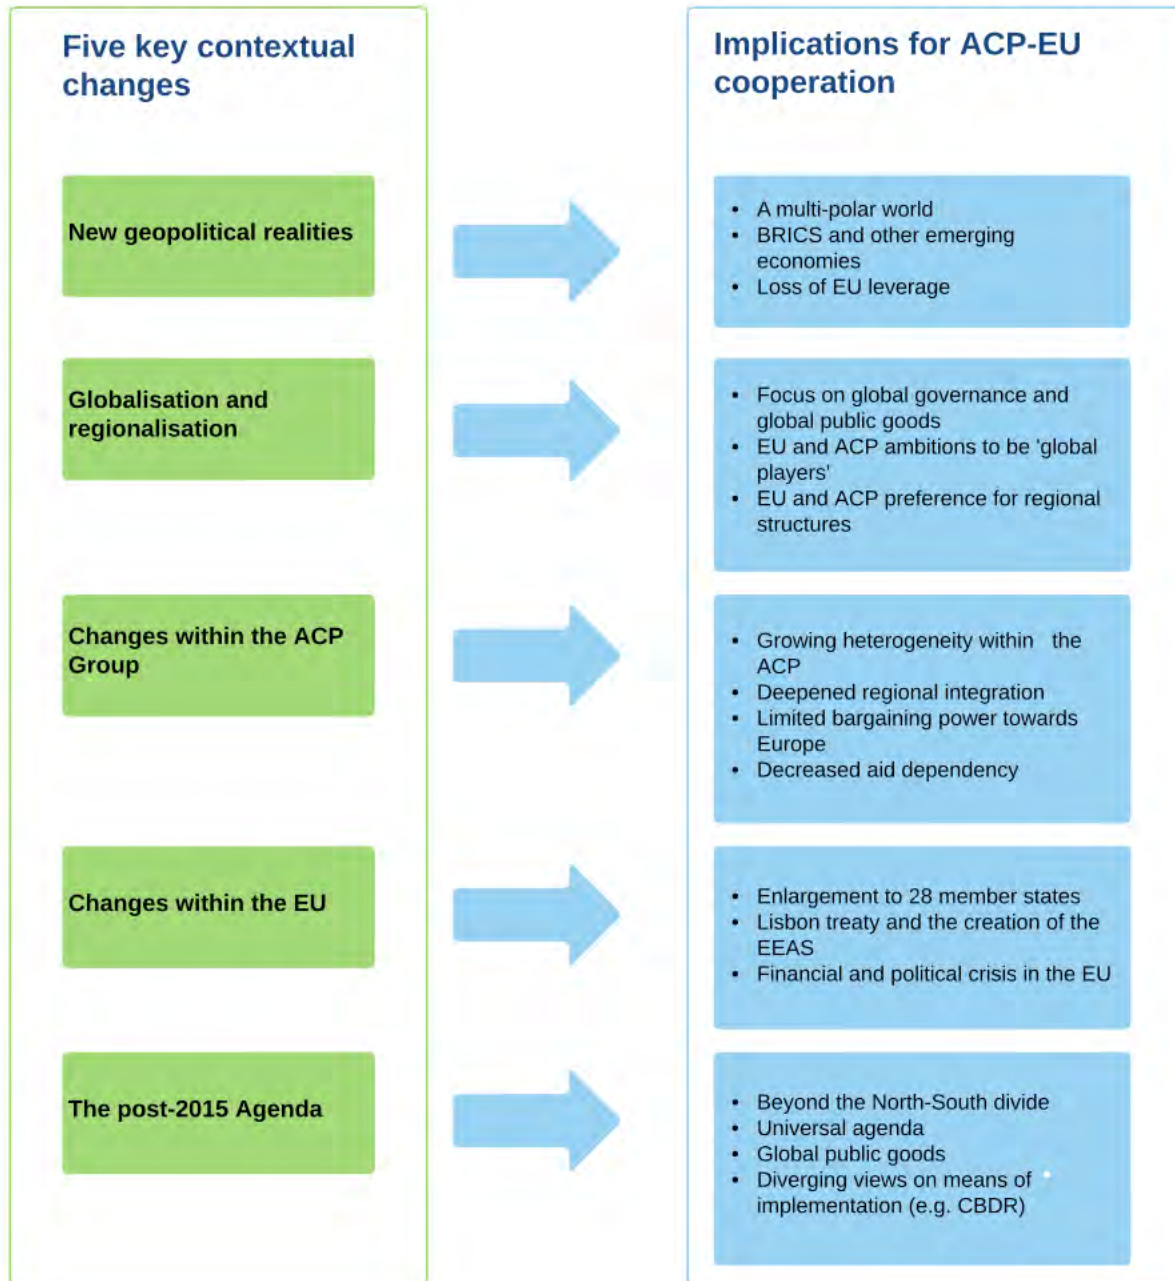 Five key contextual
changes
Implications for ACP-EU
cooperation
New geopolitical realities
• A multi-polar world
• BRICS and other emerging
economies
• Loss of EU leverage
Globalisation and
regionalisation
• Focus on global governance and
global public goods
• EU and ACP ambitions to be 'global
players'
• EU and ACP preference for regional
structures
Changes within the ACP
Group
• Growing heterogeneity within the
ACP
• Deepened regional integration
• Limited bargaining power towards
Europe
• Decreased aid dependency
Changes within the EU
• Enlargement to 28 member states
• Lisbon treaty and the creation of the
EEAS
• Financial and political crisis in the EU
The post-2015 Agenda
• Beyond the North-South divide
• Universal agenda
• Global public goods
• Diverging views on means of
implementation (e.g. CBDR)